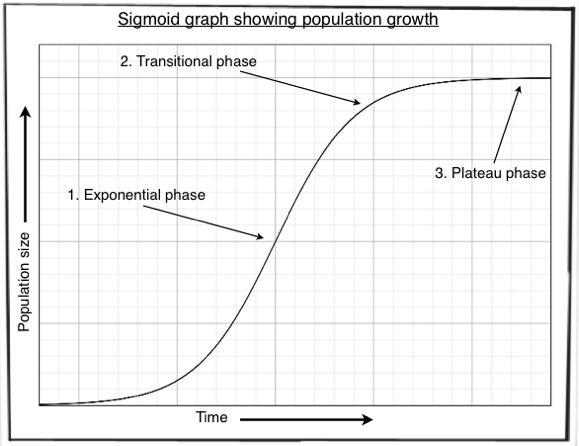 Sigmoid graph showing population growth
2. Transitional phase
3. Plateau phase
1. Exponential phase
Population size
Time